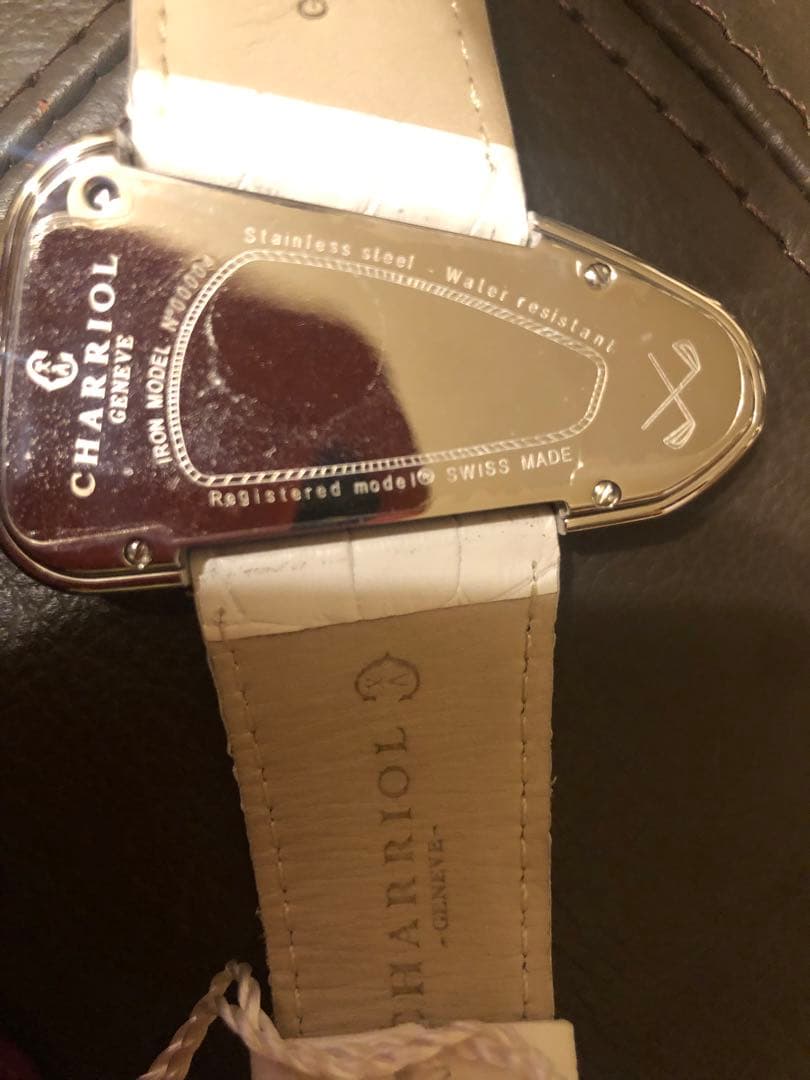 CHARRIOL
GENEVE
IRON MODEL
Stainless steel - Water resistant
Registered model® SWISS MADE
CHARRIOL
-GENEVE-